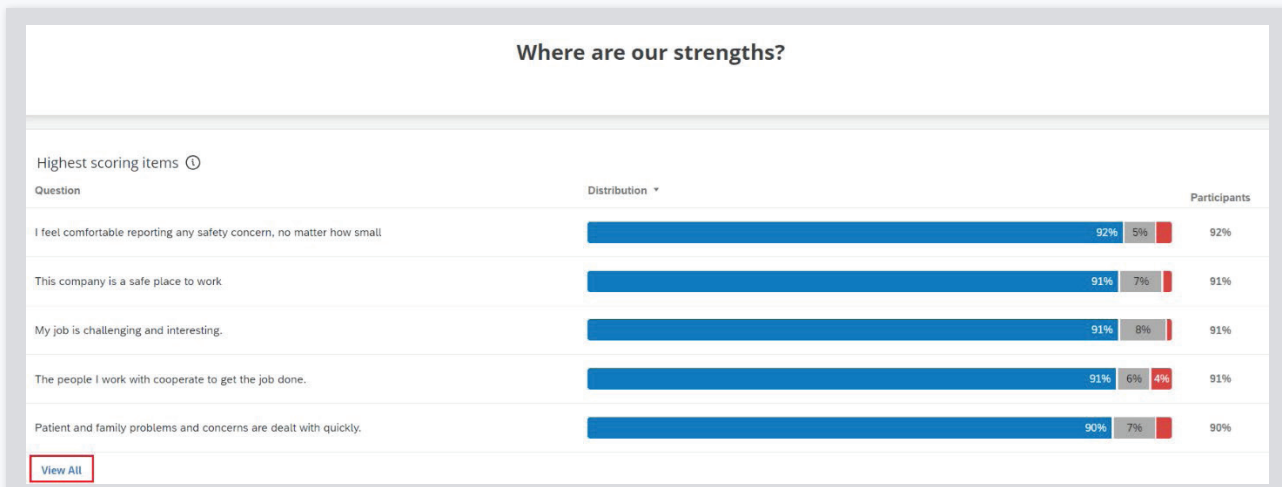 Where are our strengths?
Highest scoring items
Question Distribution Participants
I feel comfortable reporting any safety concern, no matter how small 92% 5% 92%
This company is a safe place to work 91% 7% 91%
My job is challenging and interesting. 91% 8% 91%
The people I work with cooperate to get the job done. 91% 6% 4% 91%
Patient and family problems and concerns are dealt with quickly. 90% 7% 90%
View All